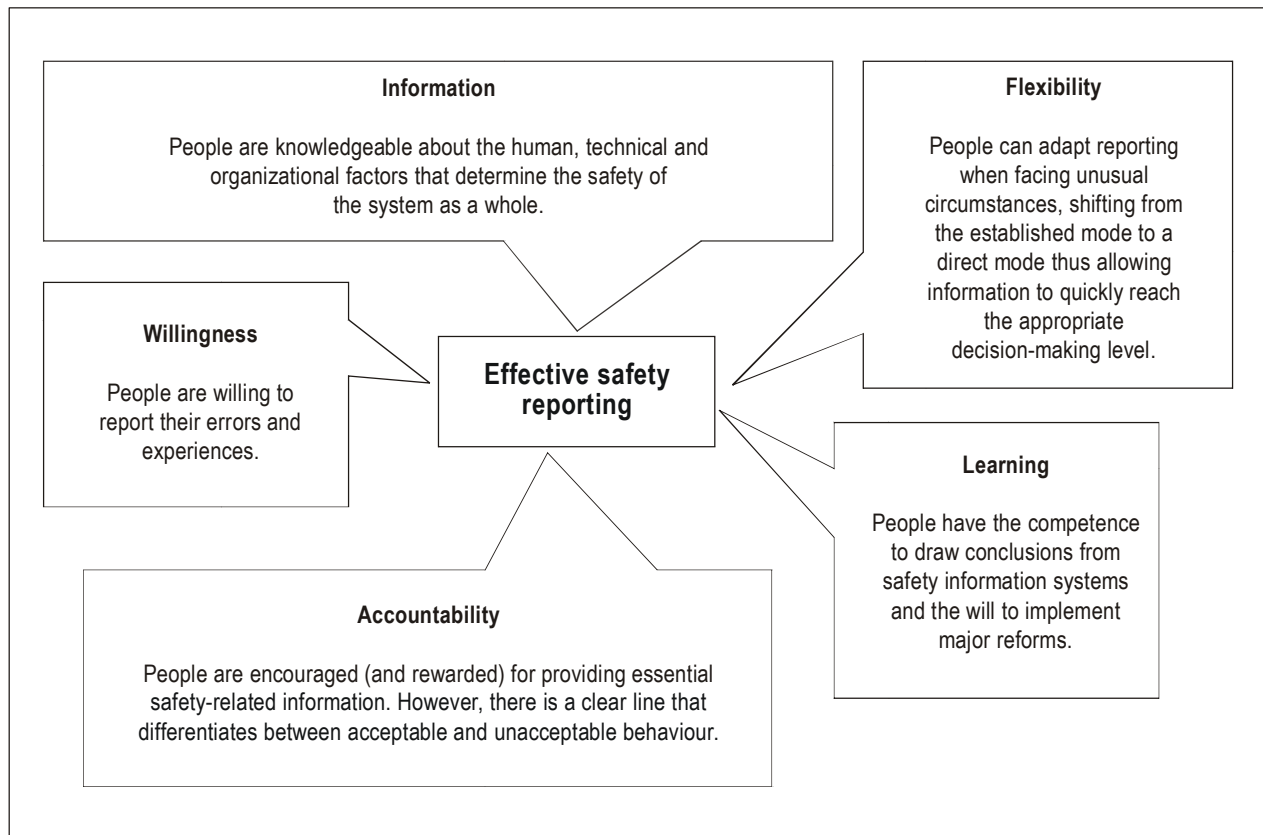 Information
People are knowledgeable about the human, technical and
organizational factors that determine the safety of
the system as a whole.
Flexibility
People can adapt reporting
when facing unusual
circumstances, shifting from
the established mode to a
direct mode thus allowing
information to quickly reach
the appropriate
decision-making level.
Willingness
People are willing to
report their errors and
experiences.
Effective safety
reporting
Learning
People have the competence
to draw conclusions from
safety information systems
and the will to implement
major reforms.
Accountability
People are encouraged (and rewarded) for providing essential
safety-related information. However, there is a clear line that
differentiates between acceptable and unacceptable behaviour.